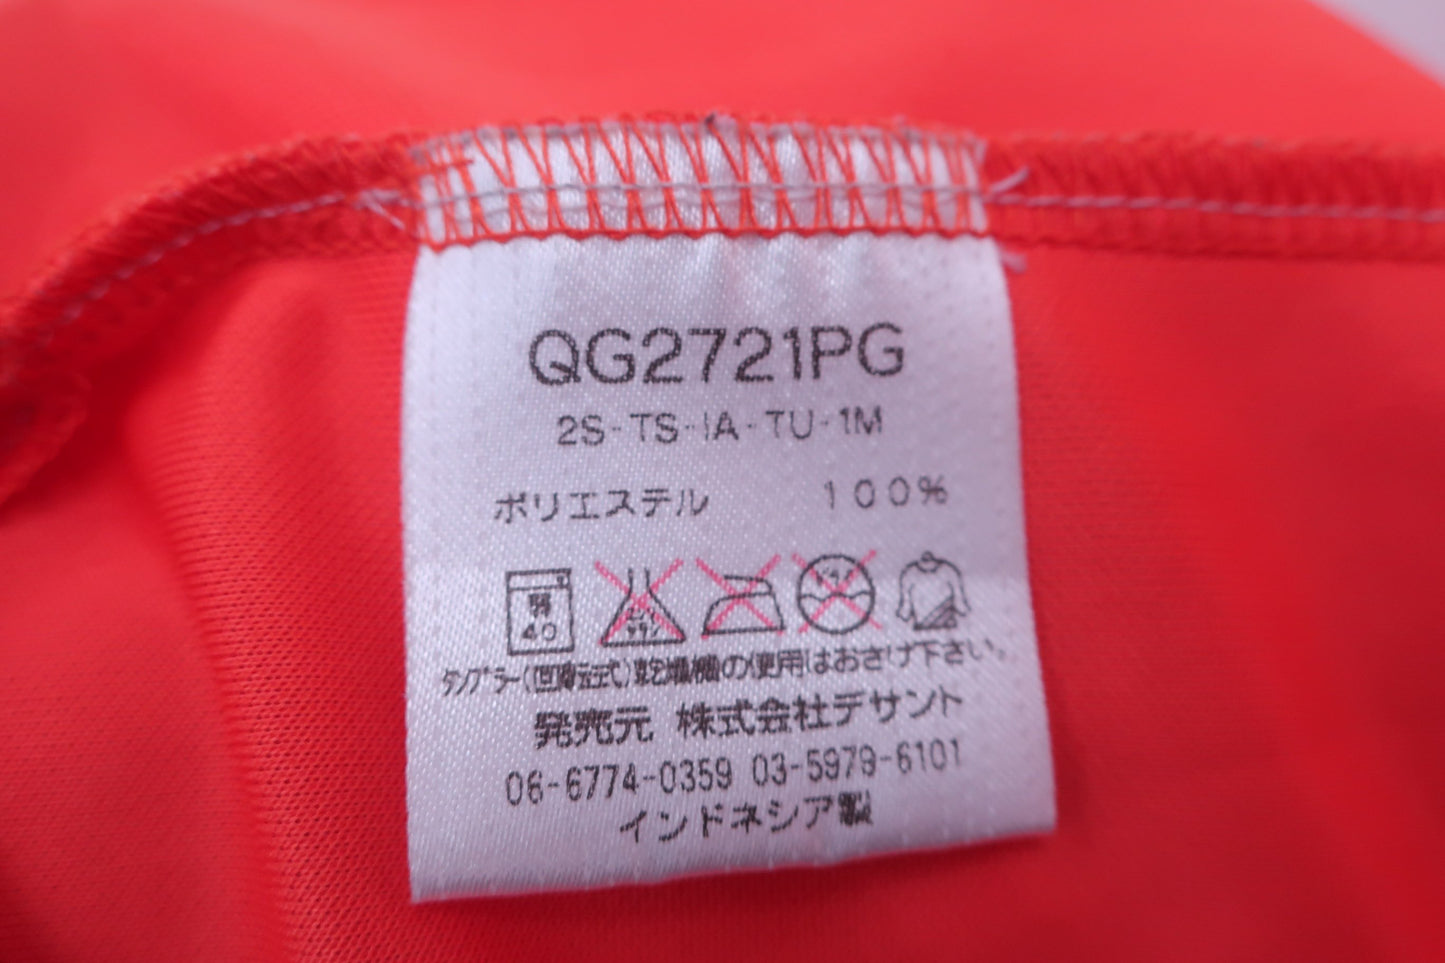 QG2721PG
2S-TS-IA-TU-1M
ポリエステル 100%
弱 40
タンブラー(回転式)乾燥機の使用はおさけ下さい。
発売元 株式会社デサント
06-6774-0359 03-5979-6101
インドネシア製